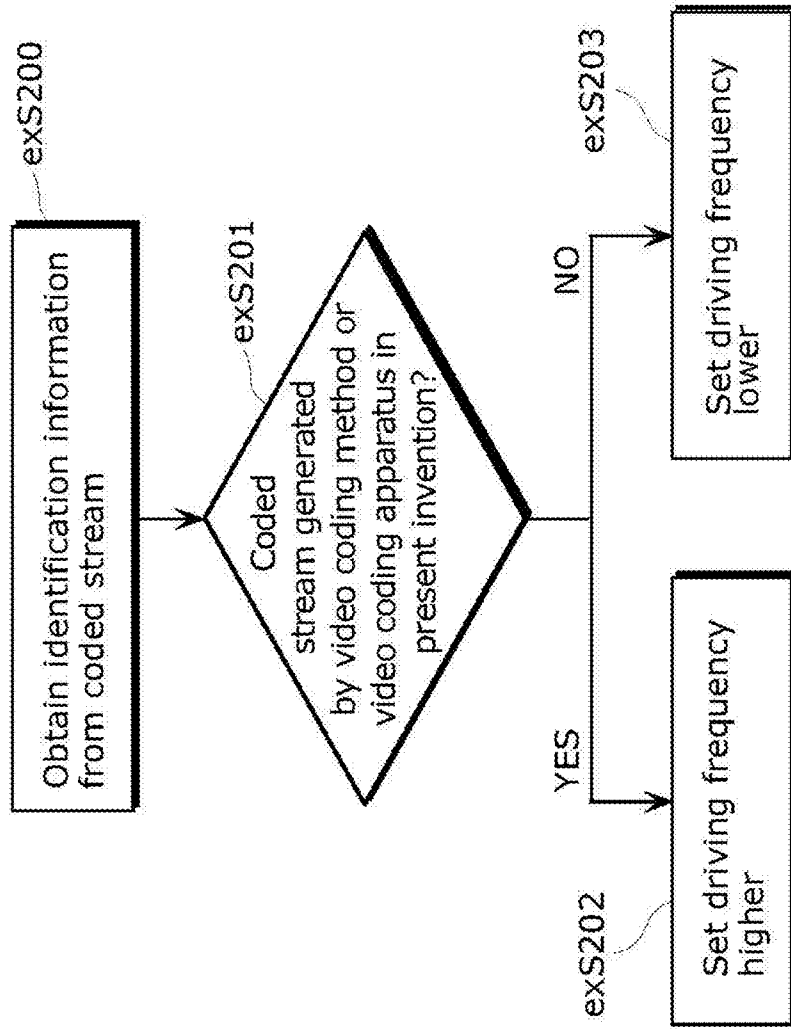 exS200
Obtain identification information
from coded stream
exS201
Coded
stream generated
by video coding method or
video coding apparatus in
present invention?
YES
NO
exS202
Set driving frequency
higher
exS203
Set driving frequency
lower